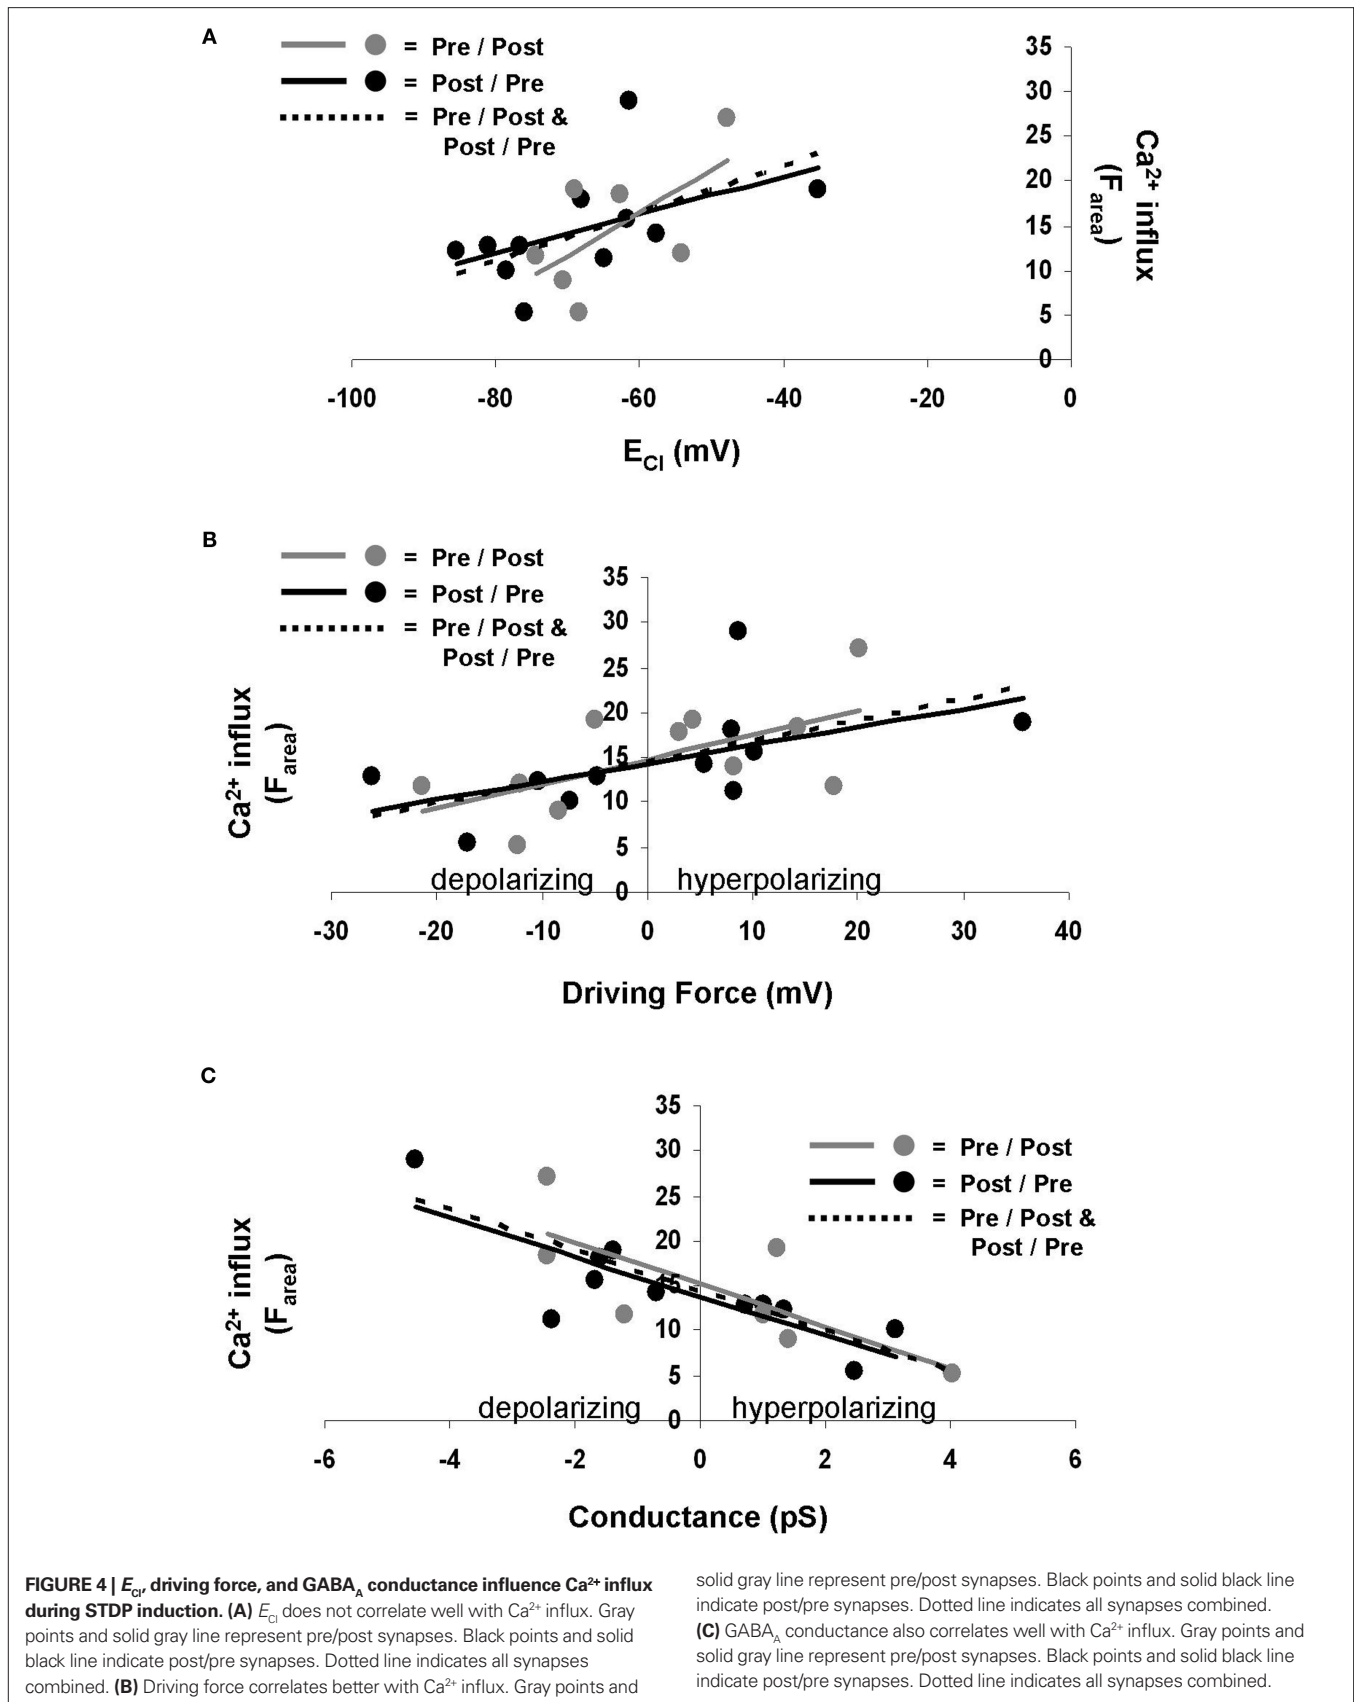 A
= Pre / Post
= Post / Pre
= Pre / Post &
Post / Pre
35
30
25
20
15
10
5
0
Ca²⁺ influx
(F area)
-100 -80 -60 -40 -20 0
E_Cl (mV)
B
= Pre / Post
= Post / Pre
= Pre / Post &
Post / Pre
35
30
25
20
15
10
5
0
Ca²⁺ influx
(F area)
depolarizing hyperpolarizing
-30 -20 -10 0 10 20 30 40
Driving Force (mV)
C
= Pre / Post
= Post / Pre
= Pre / Post &
Post / Pre
35
30
25
20
15
10
5
0
Ca²⁺ influx
(F area)
depolarizing hyperpolarizing
-6 -4 -2 0 2 4 6
Conductance (pS)
FIGURE 4 | E_Cl, driving force, and GABA_A conductance influence Ca²⁺ influx
during STDP induction. (A) E_Cl does not correlate well with Ca²⁺ influx. Gray
points and solid gray line represent pre/post synapses. Black points and solid
black line indicate post/pre synapses. Dotted line indicates all synapses
combined. (B) Driving force correlates better with Ca²⁺ influx. Gray points and
solid gray line represent pre/post synapses. Black points and solid black line
indicate post/pre synapses. Dotted line indicates all synapses combined.
(C) GABA_A conductance also correlates well with Ca²⁺ influx. Gray points and
solid gray line represent pre/post synapses. Black points and solid black line
indicate post/pre synapses. Dotted line indicates all synapses combined.